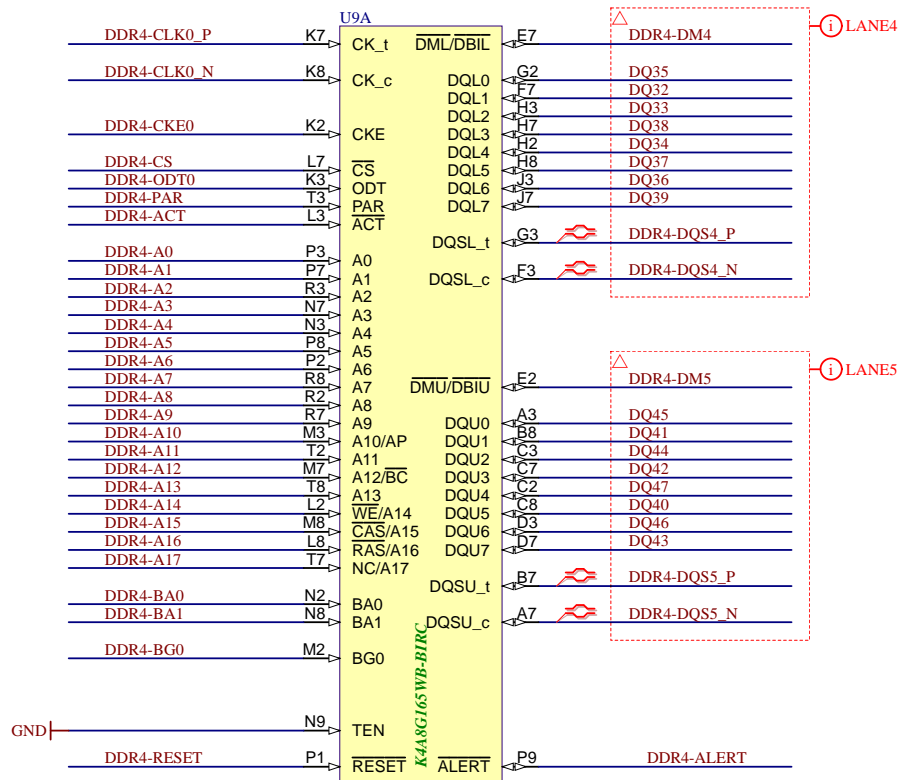 U9A
DDR4-CLK0_P K7 CK_t DML/DBIL E7 DDR4-DM4 LANE4
DDR4-CLK0_N K8 CK_c DQL0 G2 DQ35
DQL1 F7 DQ32
DQL2 H3 DQ33
DDR4-CKE0 K2 CKE DQL3 H7 DQ38
DQL4 H2 DQ34
DDR4-CS L7 CS DQL5 H8 DQ37
DDR4-ODT0 K3 ODT DQL6 J3 DQ36
DDR4-PAR T3 PAR DQL7 J7 DQ39
DDR4-ACT L3 ACT
DQSL_t G3 DDR4-DQS4_P
DDR4-A0 P3 A0
DDR4-A1 P7 A1 DQSL_c F3 DDR4-DQS4_N
DDR4-A2 R3 A2
DDR4-A3 N7 A3
DDR4-A4 N3 A4
DDR4-A5 P8 A5
DDR4-A6 P2 A6 LANE5
DDR4-A7 R8 A7 DMU/DBIU E2 DDR4-DM5
DDR4-A8 R2 A8
DDR4-A9 R7 A9 DQU0 A3 DQ45
DDR4-A10 M3 A10/AP DQU1 B8 DQ41
DDR4-A11 T2 A11 DQU2 C3 DQ44
DDR4-A12 M7 A12/BC DQU3 C7 DQ42
DDR4-A13 T8 A13 DQU4 C2 DQ47
DDR4-A14 L2 WE/A14 DQU5 C8 DQ40
DDR4-A15 M8 CAS/A15 DQU6 D3 DQ46
DDR4-A16 L8 RAS/A16 DQU7 D7 DQ43
DDR4-A17 T7 NC/A17
DQSU_t B7 DDR4-DQS5_P
DDR4-BA0 N2 BA0
DDR4-BA1 N8 BA1 DQSU_c A7 DDR4-DQS5_N
DDR4-BG0 M2 BG0
K4A8G165WB-BIRC
GND N9 TEN
DDR4-RESET P1 RESET ALERT P9 DDR4-ALERT